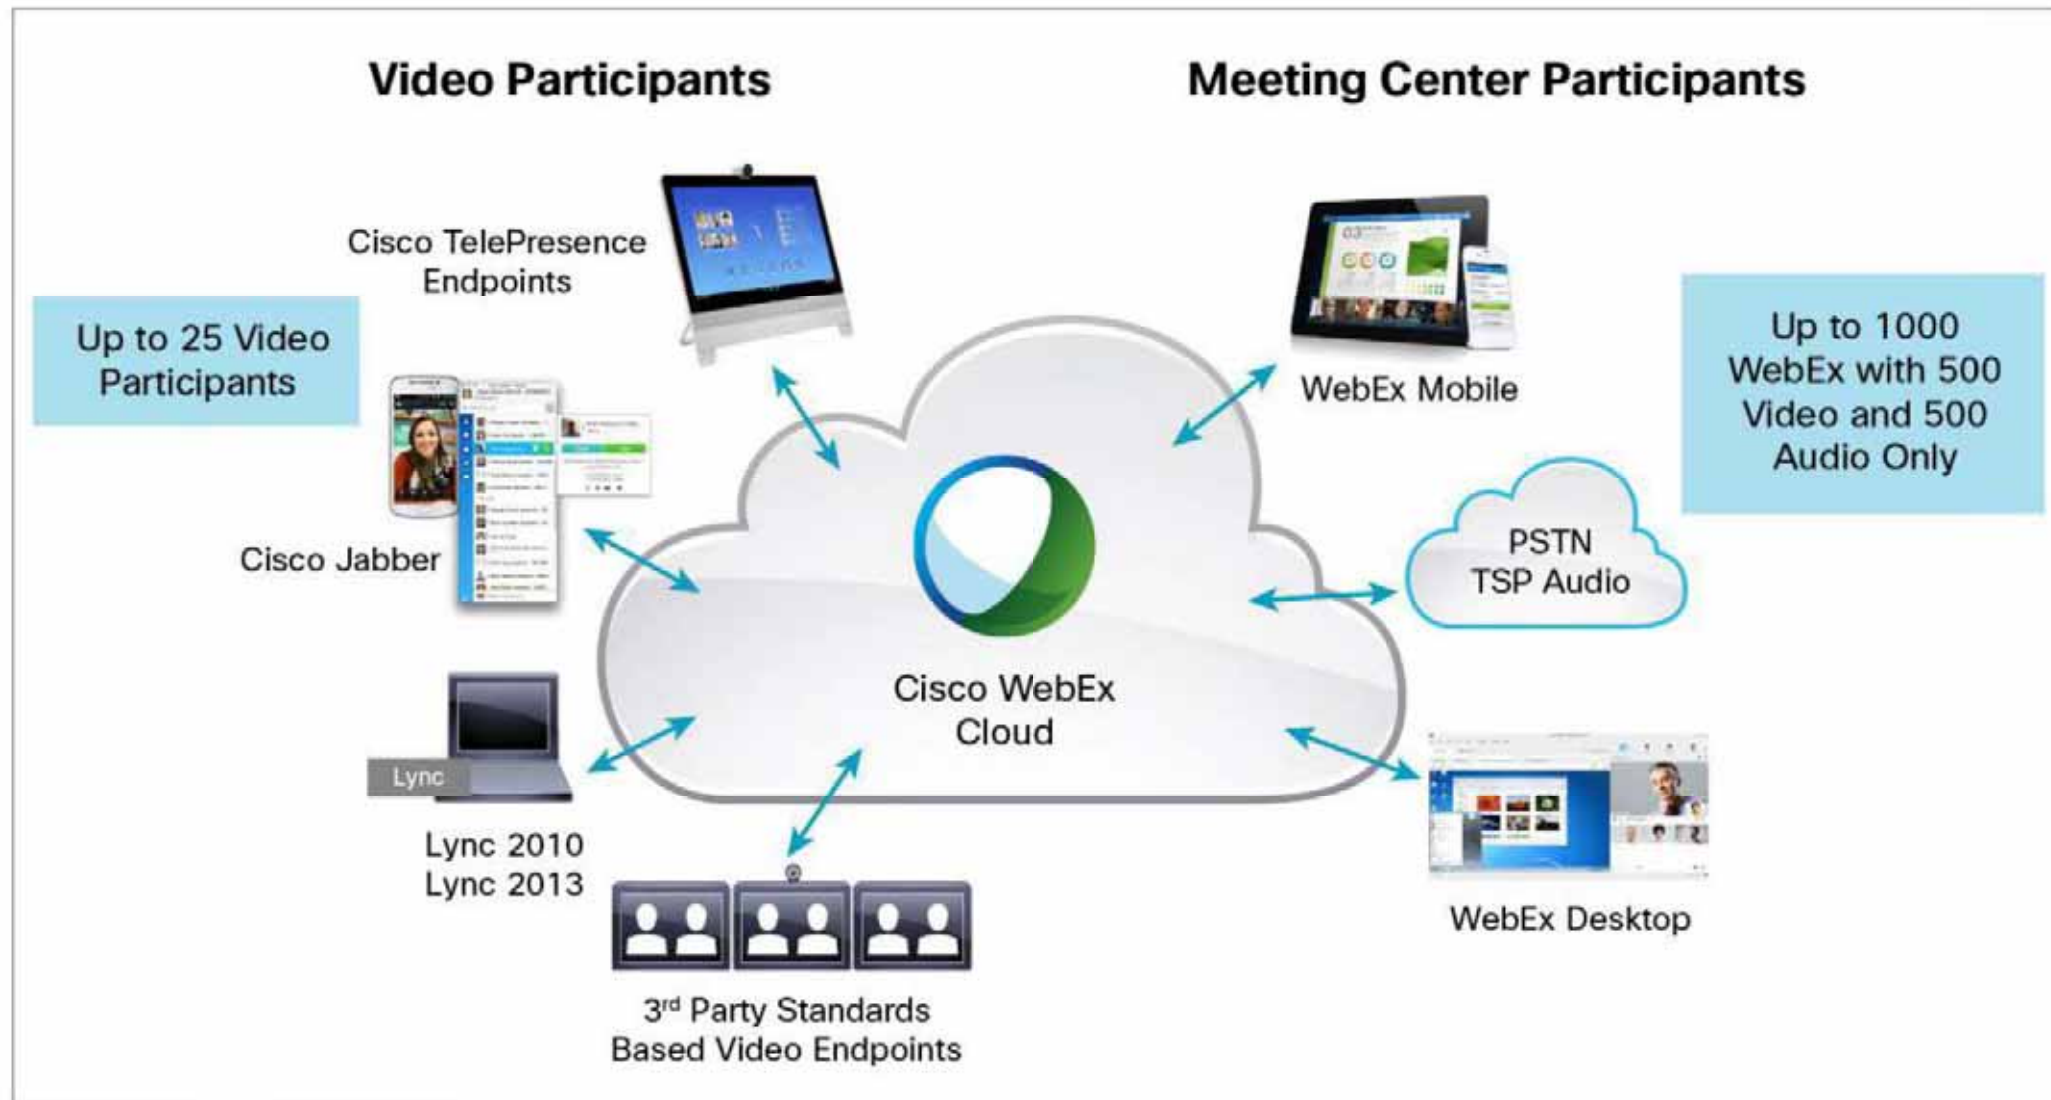 Video Participants
Meeting Center Participants
Cisco TelePresence
Endpoints
Up to 25 Video
Participants
Cisco Jabber
Lync
Lync 2010
Lync 2013
3rd Party Standards
Based Video Endpoints
Cisco WebEx
Cloud
03
WebEx Mobile
Up to 1000
WebEx with 500
Video and 500
Audio Only
PSTN
TSP Audio
WebEx Desktop